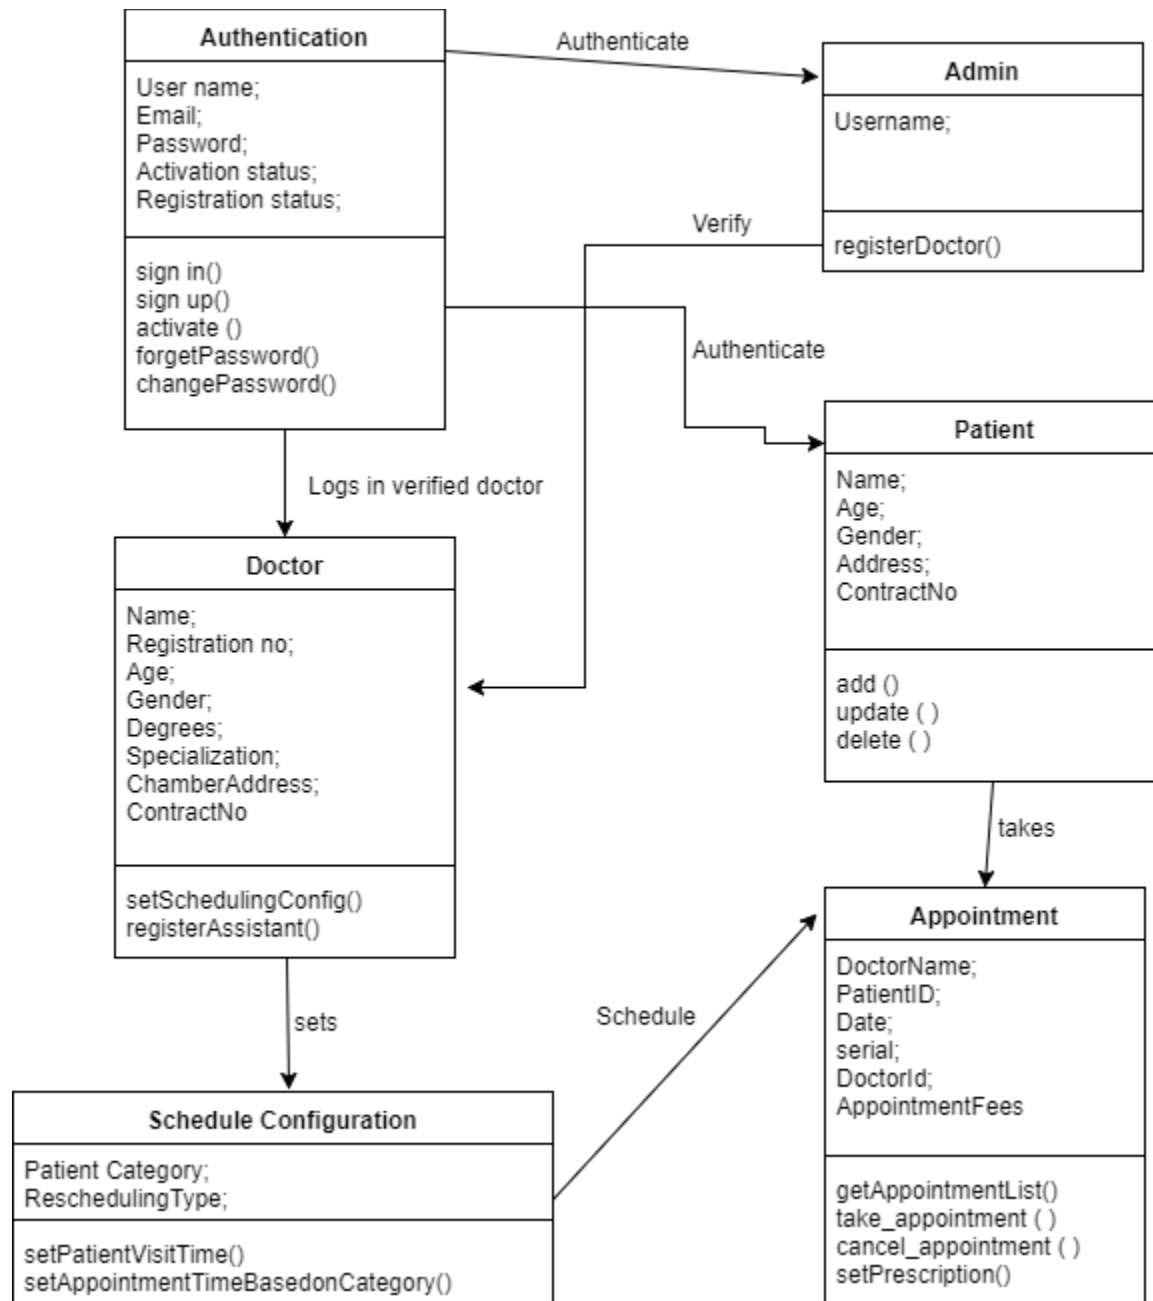 Authentication
User name;
Email;
Password;
Activation status;
Registration status;
sign in()
sign up()
activate ()
forgetPassword()
changePassword()
Authenticate
Admin
Username;
registerDoctor()
Verify
Authenticate
Patient
Name;
Age;
Gender;
Address;
ContractNo
add ()
update ( )
delete ( )
Logs in verified doctor
Doctor
Name;
Registration no;
Age;
Gender;
Degrees;
Specialization;
ChamberAddress;
ContractNo
setSchedulingConfig()
registerAssistant()
takes
sets
Schedule
Appointment
DoctorName;
PatientID;
Date;
serial;
DoctorId;
AppointmentFees
getAppointmentList()
take_appointment ( )
cancel_appointment ( )
setPrescription()
Schedule Configuration
Patient Category;
ReschedulingType;
setPatientVisitTime()
setAppointmentTimeBasedonCategory()